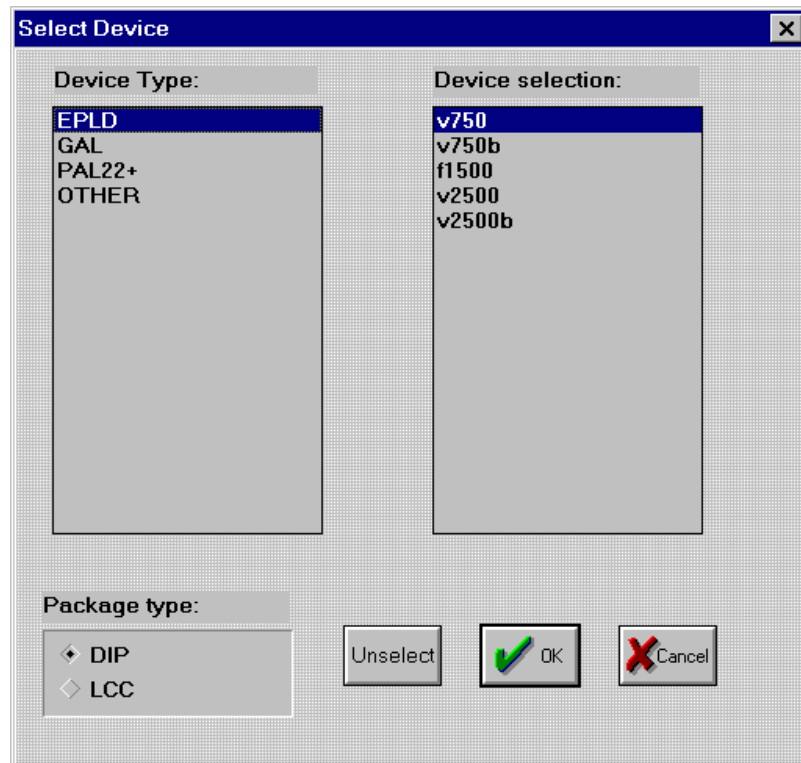 Select Device
Device Type:
EPLD
GAL
PAL22+
OTHER
Device selection:
v750
v750b
f1500
v2500
v2500b
Package type:
DIP
LCC
Unselect
OK
Cancel